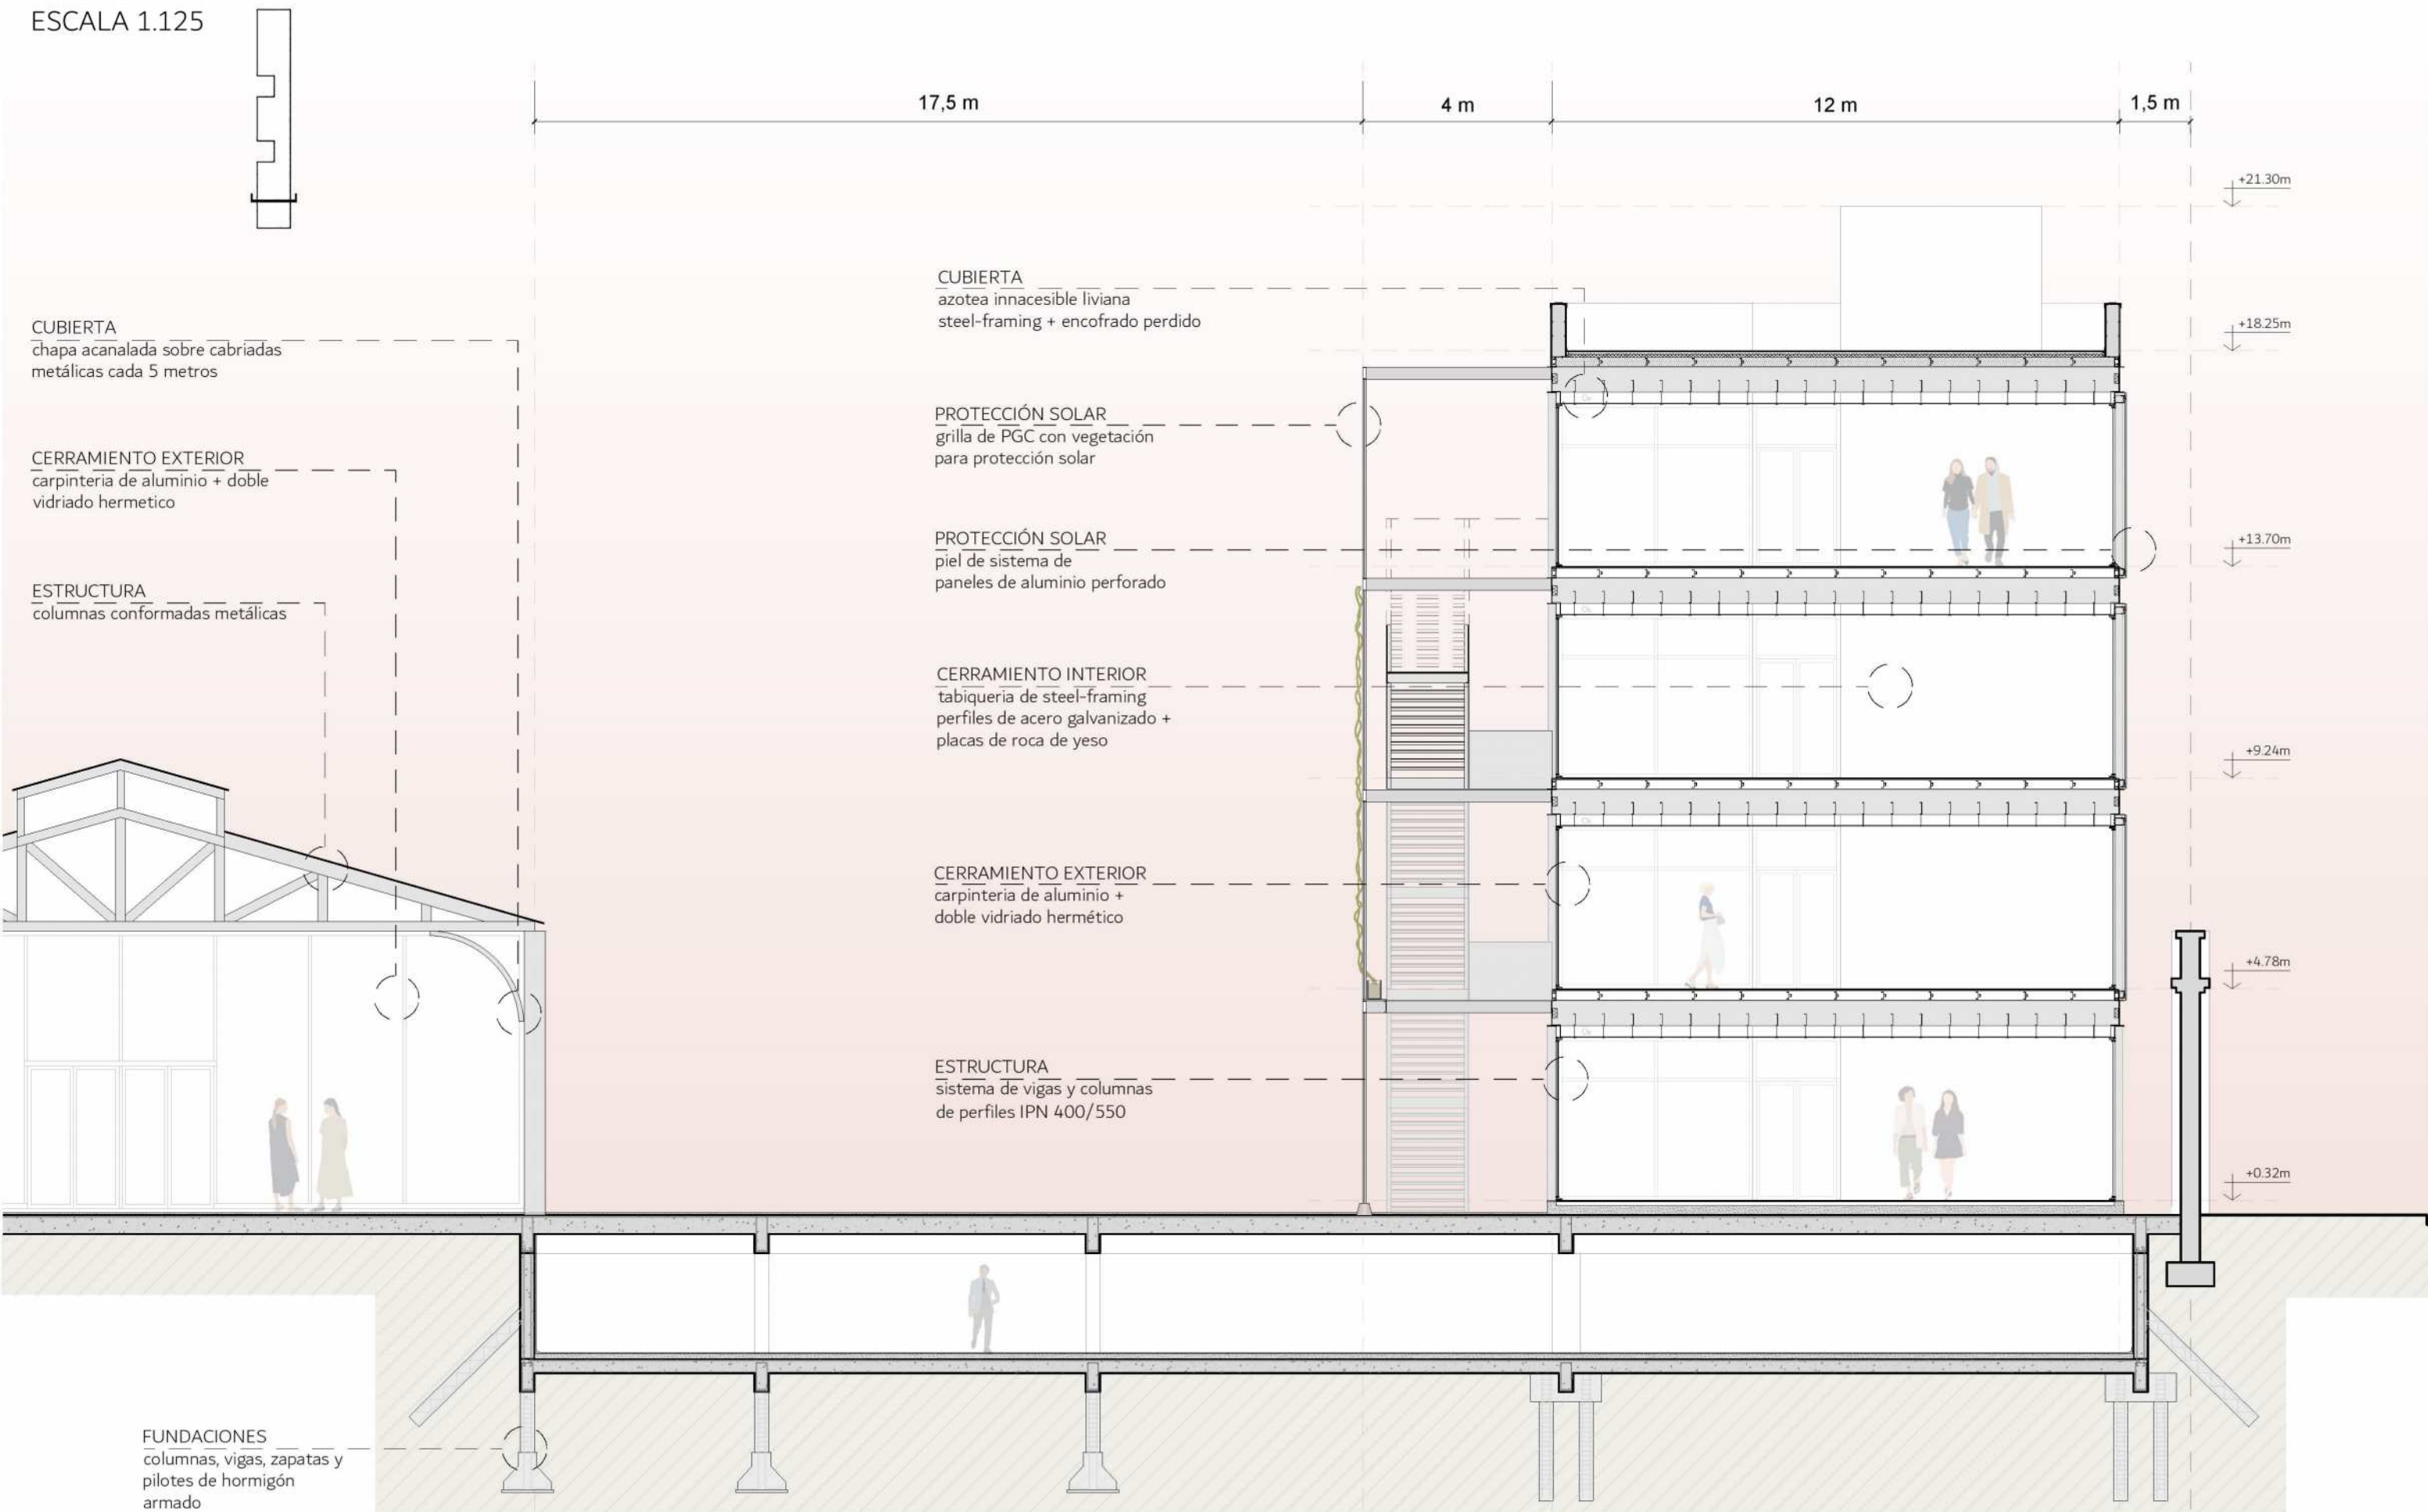 ESCALA 1.125
17,5 m
4 m
12 m
1,5 m
+21.30m
+18.25m
+13.70m
+9.24m
+4.78m
+0.32m
CUBIERTA
chapa acanalada sobre cabriadas
metálicas cada 5 metros
CERRAMIENTO EXTERIOR
carpinteria de aluminio + doble
vidriado hermetico
ESTRUCTURA
columnas conformadas metálicas
CUBIERTA
azotea innacesible liviana
steel-framing + encofrado perdido
PROTECCIÓN SOLAR
grilla de PGC con vegetación
para protección solar
PROTECCIÓN SOLAR
piel de sistema de
paneles de aluminio perforado
CERRAMIENTO INTERIOR
tabiqueria de steel-framing
perfiles de acero galvanizado +
placas de roca de yeso
CERRAMIENTO EXTERIOR
carpinteria de aluminio +
doble vidriado hermético
ESTRUCTURA
sistema de vigas y columnas
de perfiles IPN 400/550
FUNDACIONES
columnas, vigas, zapatas y
pilotes de hormigón
armado